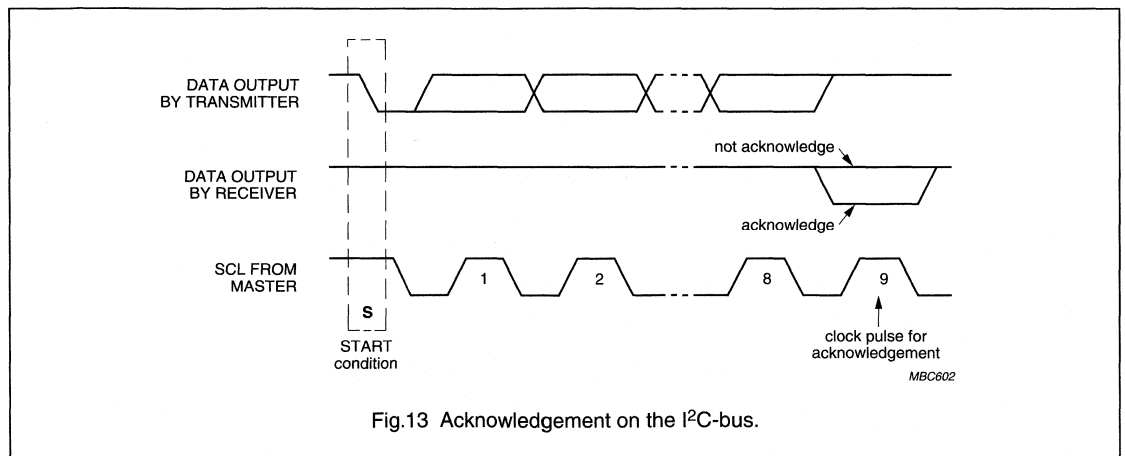 DATA OUTPUT
BY TRANSMITTER
not acknowledge
DATA OUTPUT
BY RECEIVER
acknowledge
SCL FROM
MASTER
1
2
8
9
S
START
condition
clock pulse for
acknowledgement
MBC602
Fig.13 Acknowledgement on the I²C-bus.